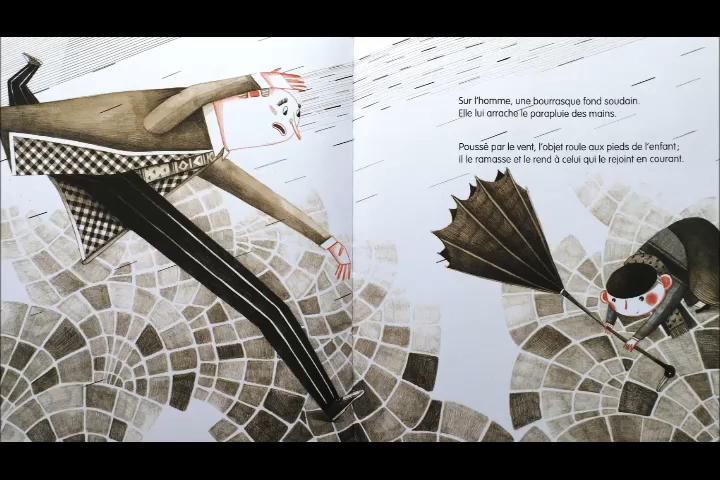 Sur l'homme, une bourrasque fond soudain.
Elle lui arrache le parapluie des mains.
Poussé par le vent, l'objet roule aux pieds de l'enfant ;
il le ramasse et le rend à celui qui le rejoint en courant.